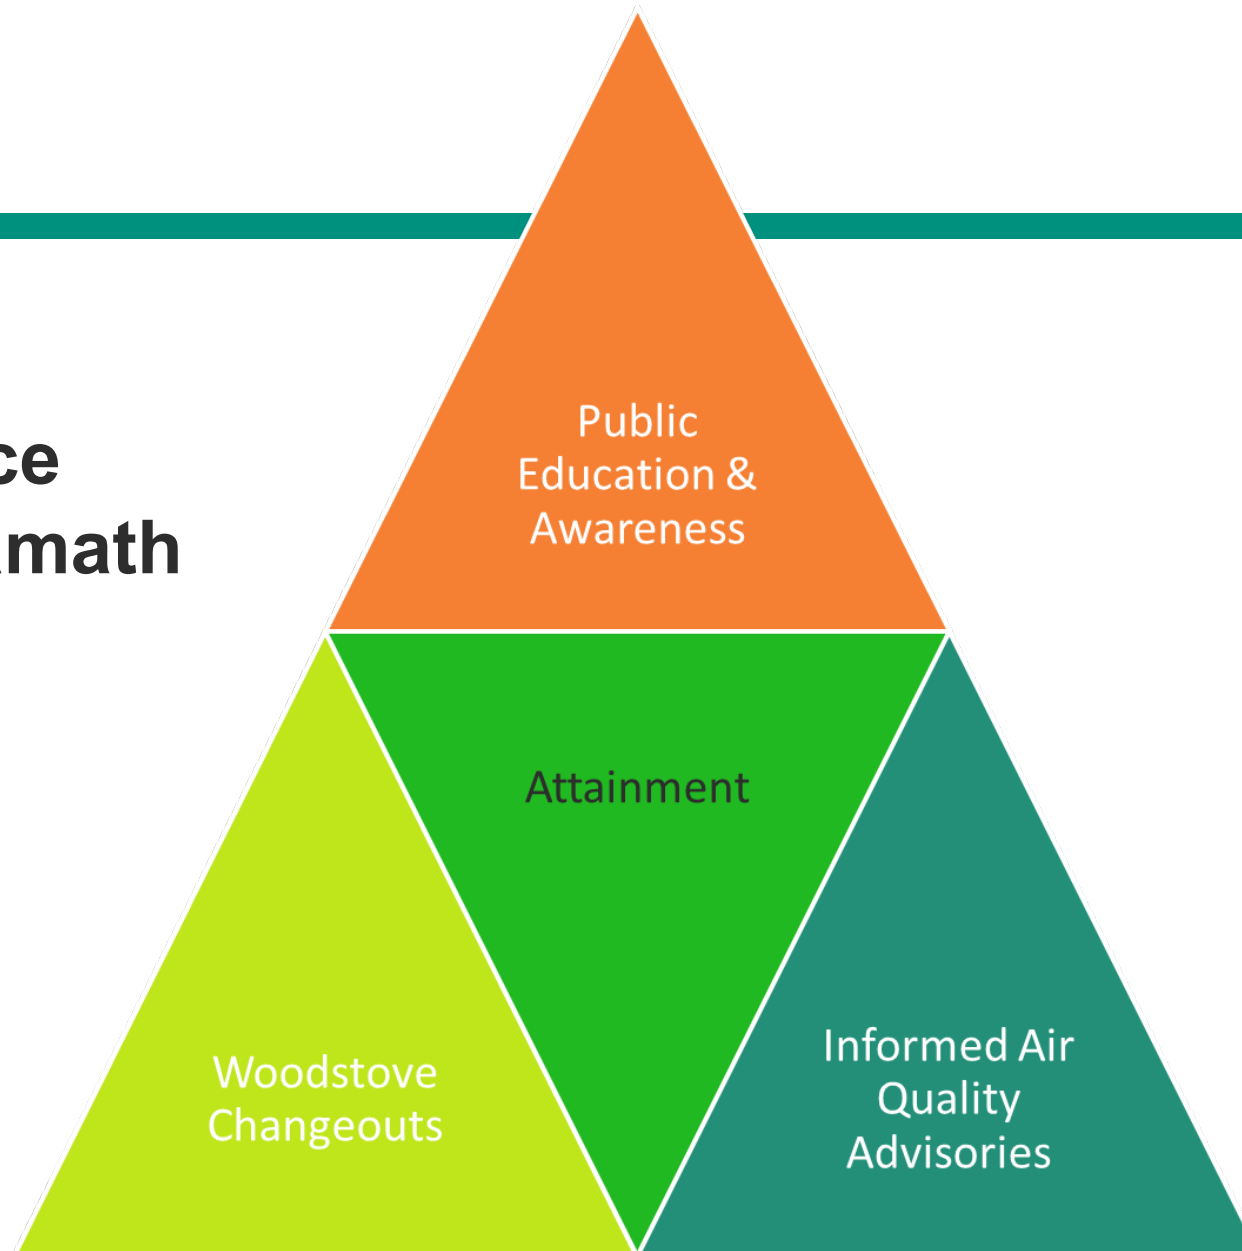 ce
math
Public
Education &
Awareness
Attainment
Woodstove
Changeouts
Informed Air
Quality
Advisories